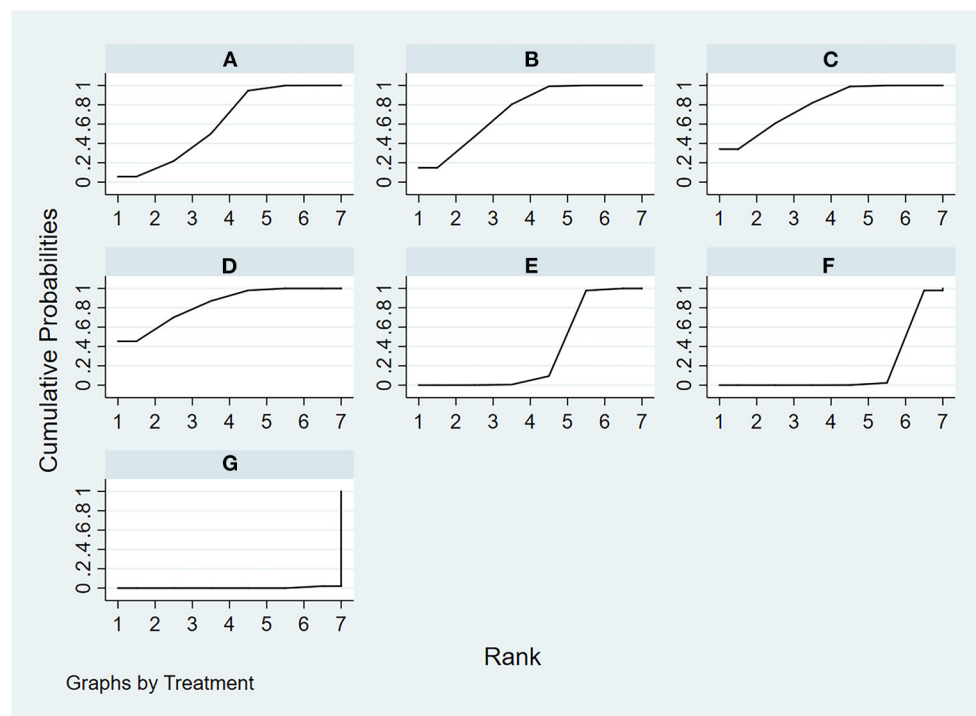 A B C
0 .2 .4 .6 .8 1
1 2 3 4 5 6 7
0 .2 .4 .6 .8 1
1 2 3 4 5 6 7
0 .2 .4 .6 .8 1
1 2 3 4 5 6 7
D E F
0 .2 .4 .6 .8 1
1 2 3 4 5 6 7
0 .2 .4 .6 .8 1
1 2 3 4 5 6 7
0 .2 .4 .6 .8 1
1 2 3 4 5 6 7
G
0 .2 .4 .6 .8 1
1 2 3 4 5 6 7
Cumulative Probabilities
Rank
Graphs by Treatment